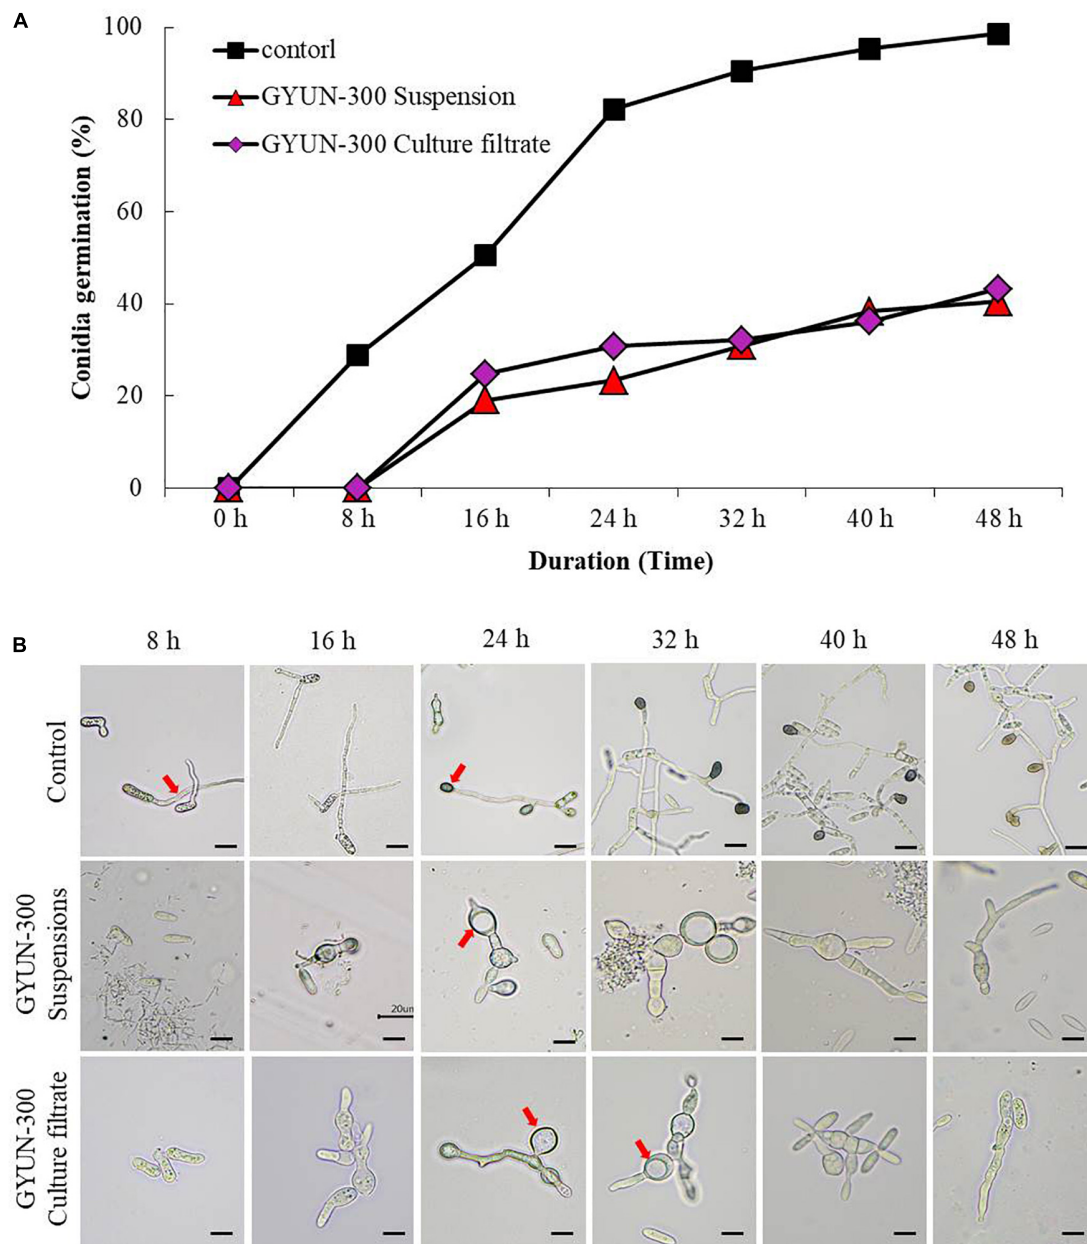 A
100
80
60
40
20
0
Conidia germination (%)
contorl
GYUN-300 Suspension
GYUN-300 Culture filtrate
0 h 8 h 16 h 24 h 32 h 40 h 48 h
Duration (Time)
B
8 h 16 h 24 h 32 h 40 h 48 h
Control
GYUN-300
Suspensions
20um
GYUN-300
Culture filtrate